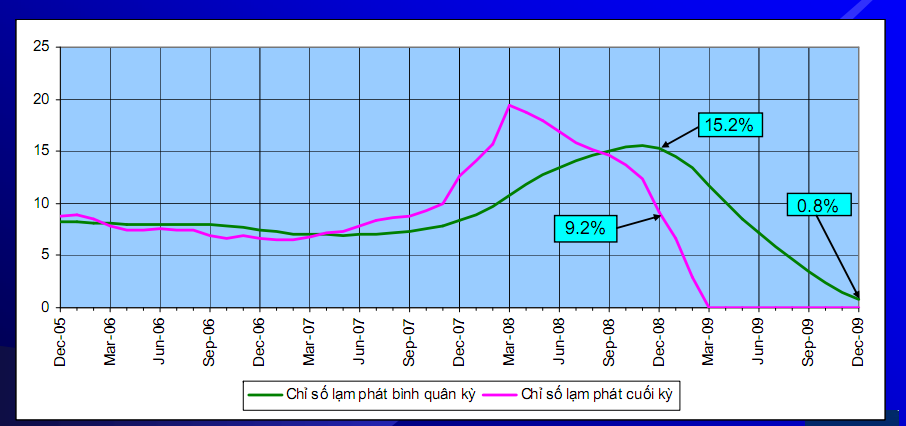 25
20
15
10
5
0
15.2%
9.2%
0.8%
Dec-05
Mar-06
Jun-06
Sep-06
Dec-06
Mar-07
Jun-07
Sep-07
Dec-07
Mar-08
Jun-08
Sep-08
Dec-08
Mar-09
Jun-09
Sep-09
Dec-09
Chỉ số lạm phát bình quân kỳ
Chỉ số lạm phát cuối kỳ